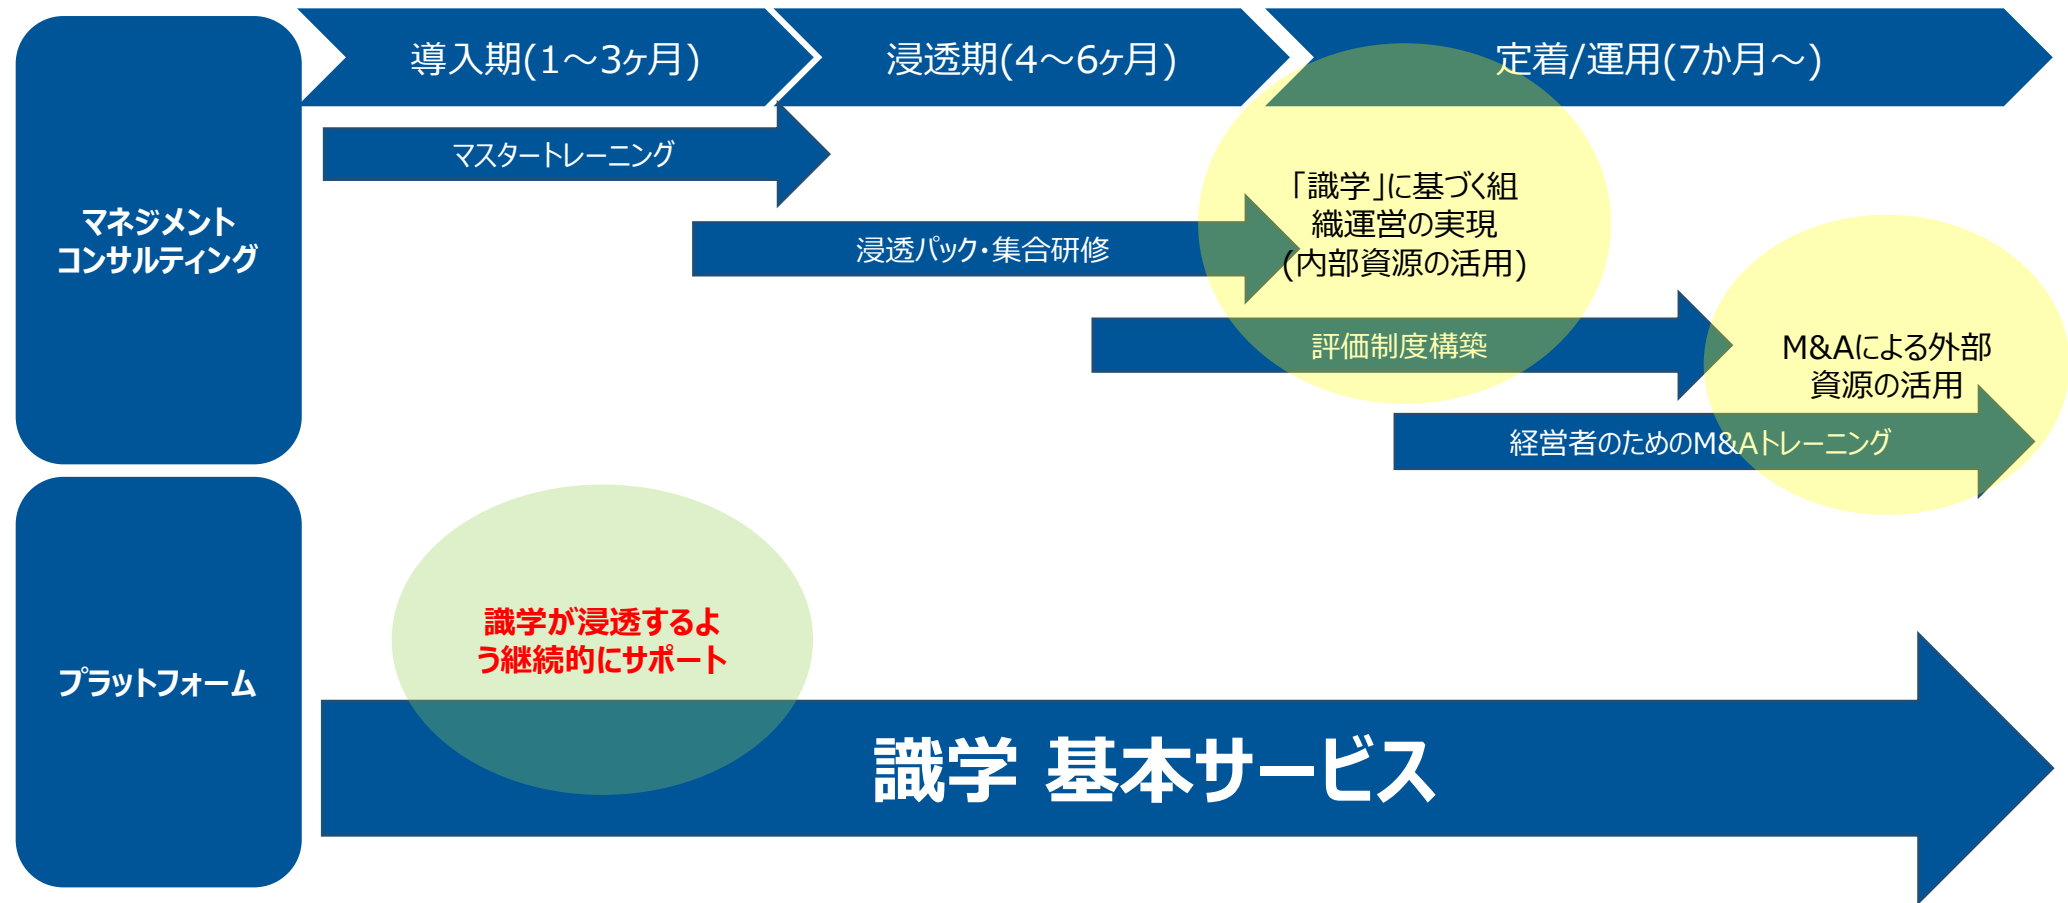 導入期(1～3ヶ月)
浸透期(4～6ヶ月)
定着/運用(7か月～)
マネジメント
コンサルティング
マスタートレーニング
浸透パック・集合研修
「識学」に基づく組
織運営の実現
(内部資源の活用)
評価制度構築
M&Aによる外部
資源の活用
経営者のためのM&Aトレーニング
プラットフォーム
識学が浸透するよ
う継続的にサポート
識学 基本サービス